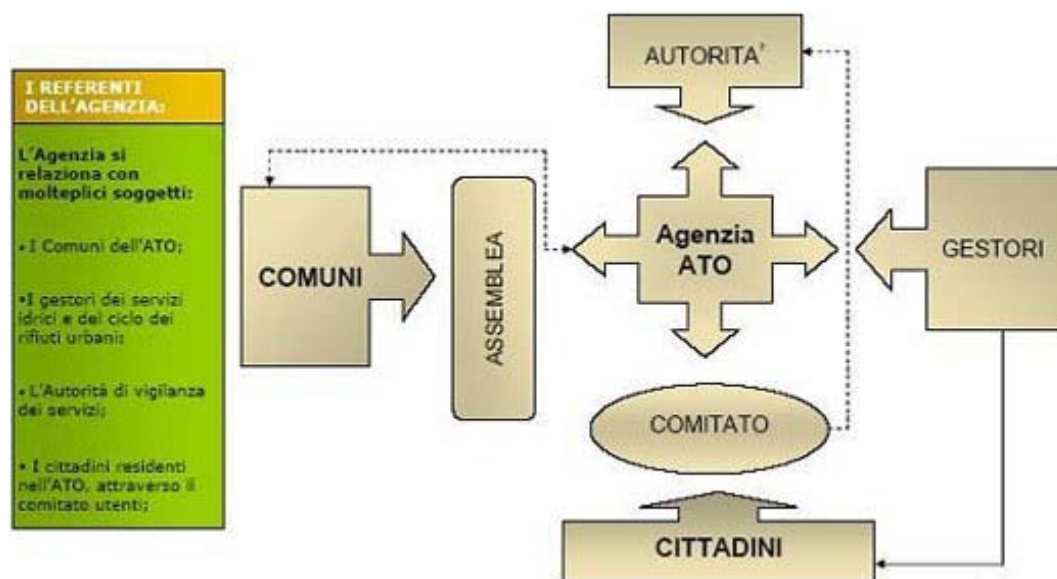 I REFERENTI
DELL'AGENZIA:
L'Agenzia si
relaziona con
molteplici soggetti:
• I Comuni dell'ATO;
•I gestori dei servizi
idrici e del ciclo dei
rifiuti urbani;
• L'Autorità di vigilanza
dei servizi;
• I cittadini residenti
nell'ATO, attraverso il
comitato utenti;
COMUNI
ASSEMBLEA
AUTORITA'
Agenzia
ATO
GESTORI
COMITATO
CITTADINI